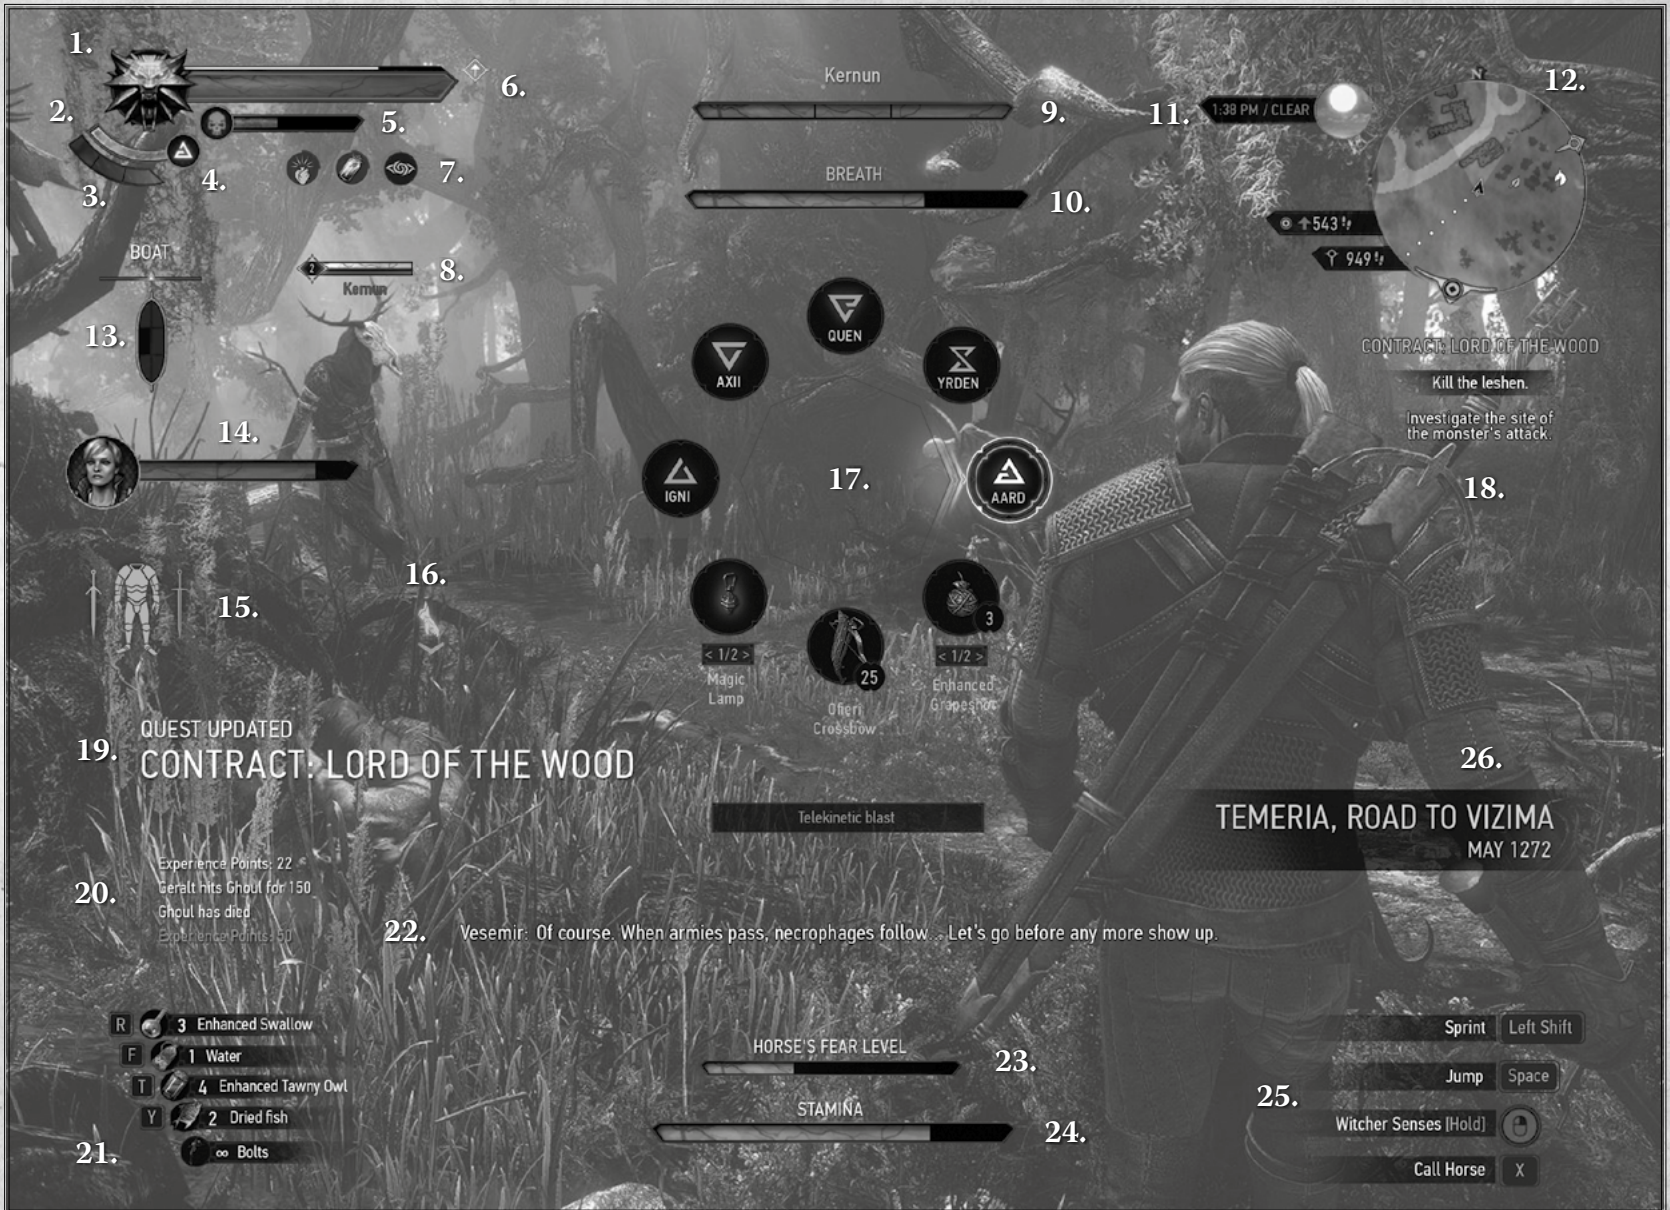 1.
2.
3.
4.
5.
6.
7.
BOAT
2
Kernun
8.
13.
14.
15.
16.
Kernun
9.
BREATH
10.
11.
1:38 PM / CLEAR
12.
N
543
949
CONTRACT: LORD OF THE WOOD
Kill the leshen.
Investigate the site of
the monster's attack.
18.
QUEN
AXII
YRDEN
IGNI
17.
AARD
3
< 1/2 >
Magic
Lamp
25
Ofieri
Crossbow
< 1/2 >
Enhanced
Grapeshot
19.
QUEST UPDATED
CONTRACT: LORD OF THE WOOD
Telekinetic blast
26.
TEMERIA, ROAD TO VIZIMA
MAY 1272
20.
Experience Points: 22
Geralt hits Ghoul for 150
Ghoul has died
Experience Points: 50
22.
Vesemir: Of course. When armies pass, necrophages follow... Let's go before any more show up.
R 3 Enhanced Swallow
F 1 Water
T 4 Enhanced Tawny Owl
Y 2 Dried fish
∞ Bolts
21.
HORSE'S FEAR LEVEL
23.
STAMINA
24.
25.
Sprint Left Shift
Jump Space
Witcher Senses [Hold]
Call Horse X